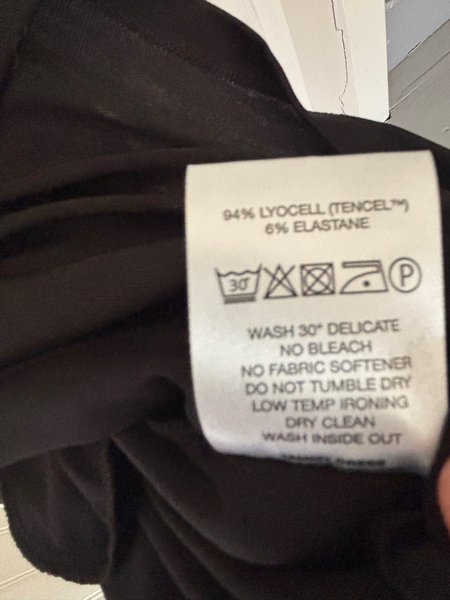 94% LYOCELL (TENCEL™)
6% ELASTANE
30° P
WASH 30° DELICATE
NO BLEACH
NO FABRIC SOFTENER
DO NOT TUMBLE DRY
LOW TEMP IRONING
DRY CLEAN
WASH INSIDE OUT